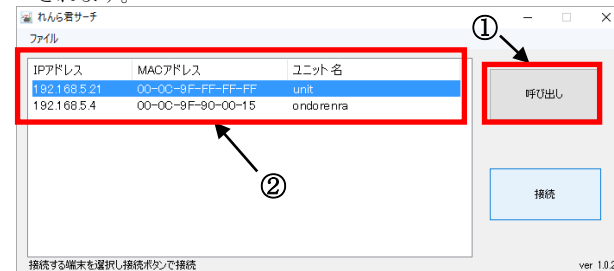 されます。
れんら君サーチ
ファイル
①
IPアドレス MACアドレス ユニット名
192.168.5.21 00-0C-9F-FF-FF-FF unit
192.168.5.4 00-0C-9F-90-00-15 ondorenra
呼び出し
②
接続
接続する端末を選択し接続ボタンで接続
ver 1.0.2